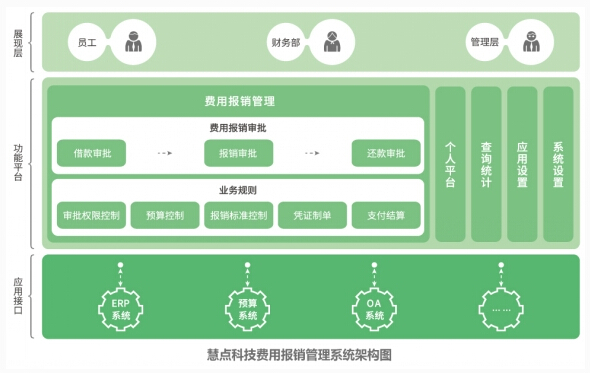 展现层
员工
财务部
管理层
功能平台
费用报销管理
费用报销审批
借款审批
报销审批
还款审批
业务规则
审批权限控制
预算控制
报销标准控制
凭证制单
支付结算
个人平台
查询统计
应用设置
系统设置
应用接口
ERP
系统
预算
系统
OA
系统
... ...
慧点科技费用报销管理系统架构图